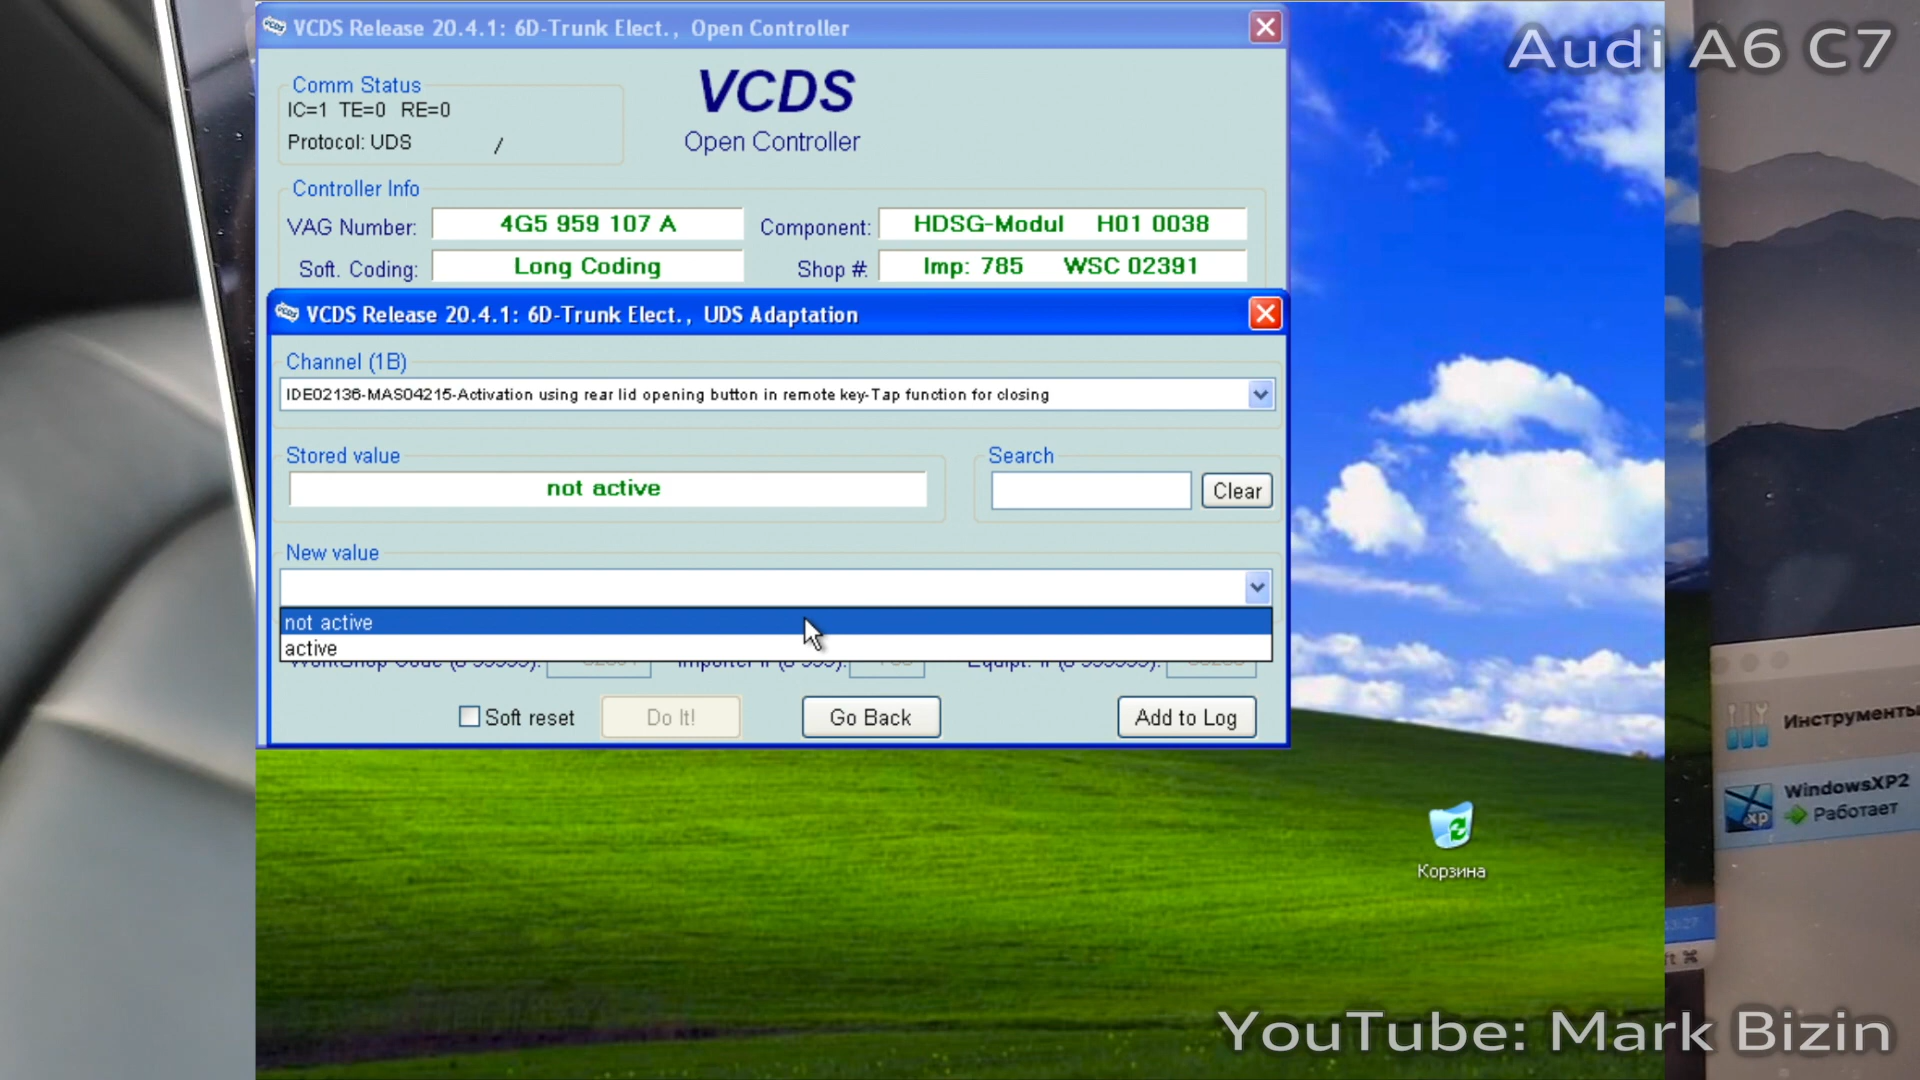 VCDS Release 20.4.1: 6D-Trunk Elect., Open Controller
Audi A6 C7
Comm Status
IC=1 TE=0 RE=0
Protocol: UDS /
VCDS
Open Controller
Controller Info
VAG Number: 4G5 959 107 A Component: HDSG-Modul H01 0038
Soft. Coding: Long Coding Shop #: Imp: 785 WSC 02391
VCDS Release 20.4.1: 6D-Trunk Elect., UDS Adaptation
Channel (1B)
IDE02136-MAS04215-Activation using rear lid opening button in remote key-Tap function for closing
Stored value
not active
Search
Clear
New value
not active
active
Soft reset Do It! Go Back Add to Log
Инструменты
WindowsXP2
Работает
Корзина
YouTube: Mark Bizin